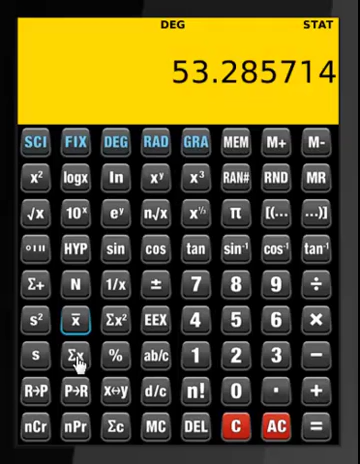 DEG STAT
53.285714
SCI FIX DEG RAD GRA MEM M+ M-
x² logx ln xʸ x³ RAN# RND MR
√x 10ˣ eʸ n√x x⅓ π [(... ...)]
HYP sin cos tan sin⁻¹ cos⁻¹ tan⁻¹
Σ+ N 1/x ± 7 8 9 ÷
s² x̅ Σx² EEX 4 5 6 ×
s Σx % ab/c 1 2 3 −
R→P P→R x↔y d/c n! 0 · +
nCr nPr Σc MC DEL C AC =